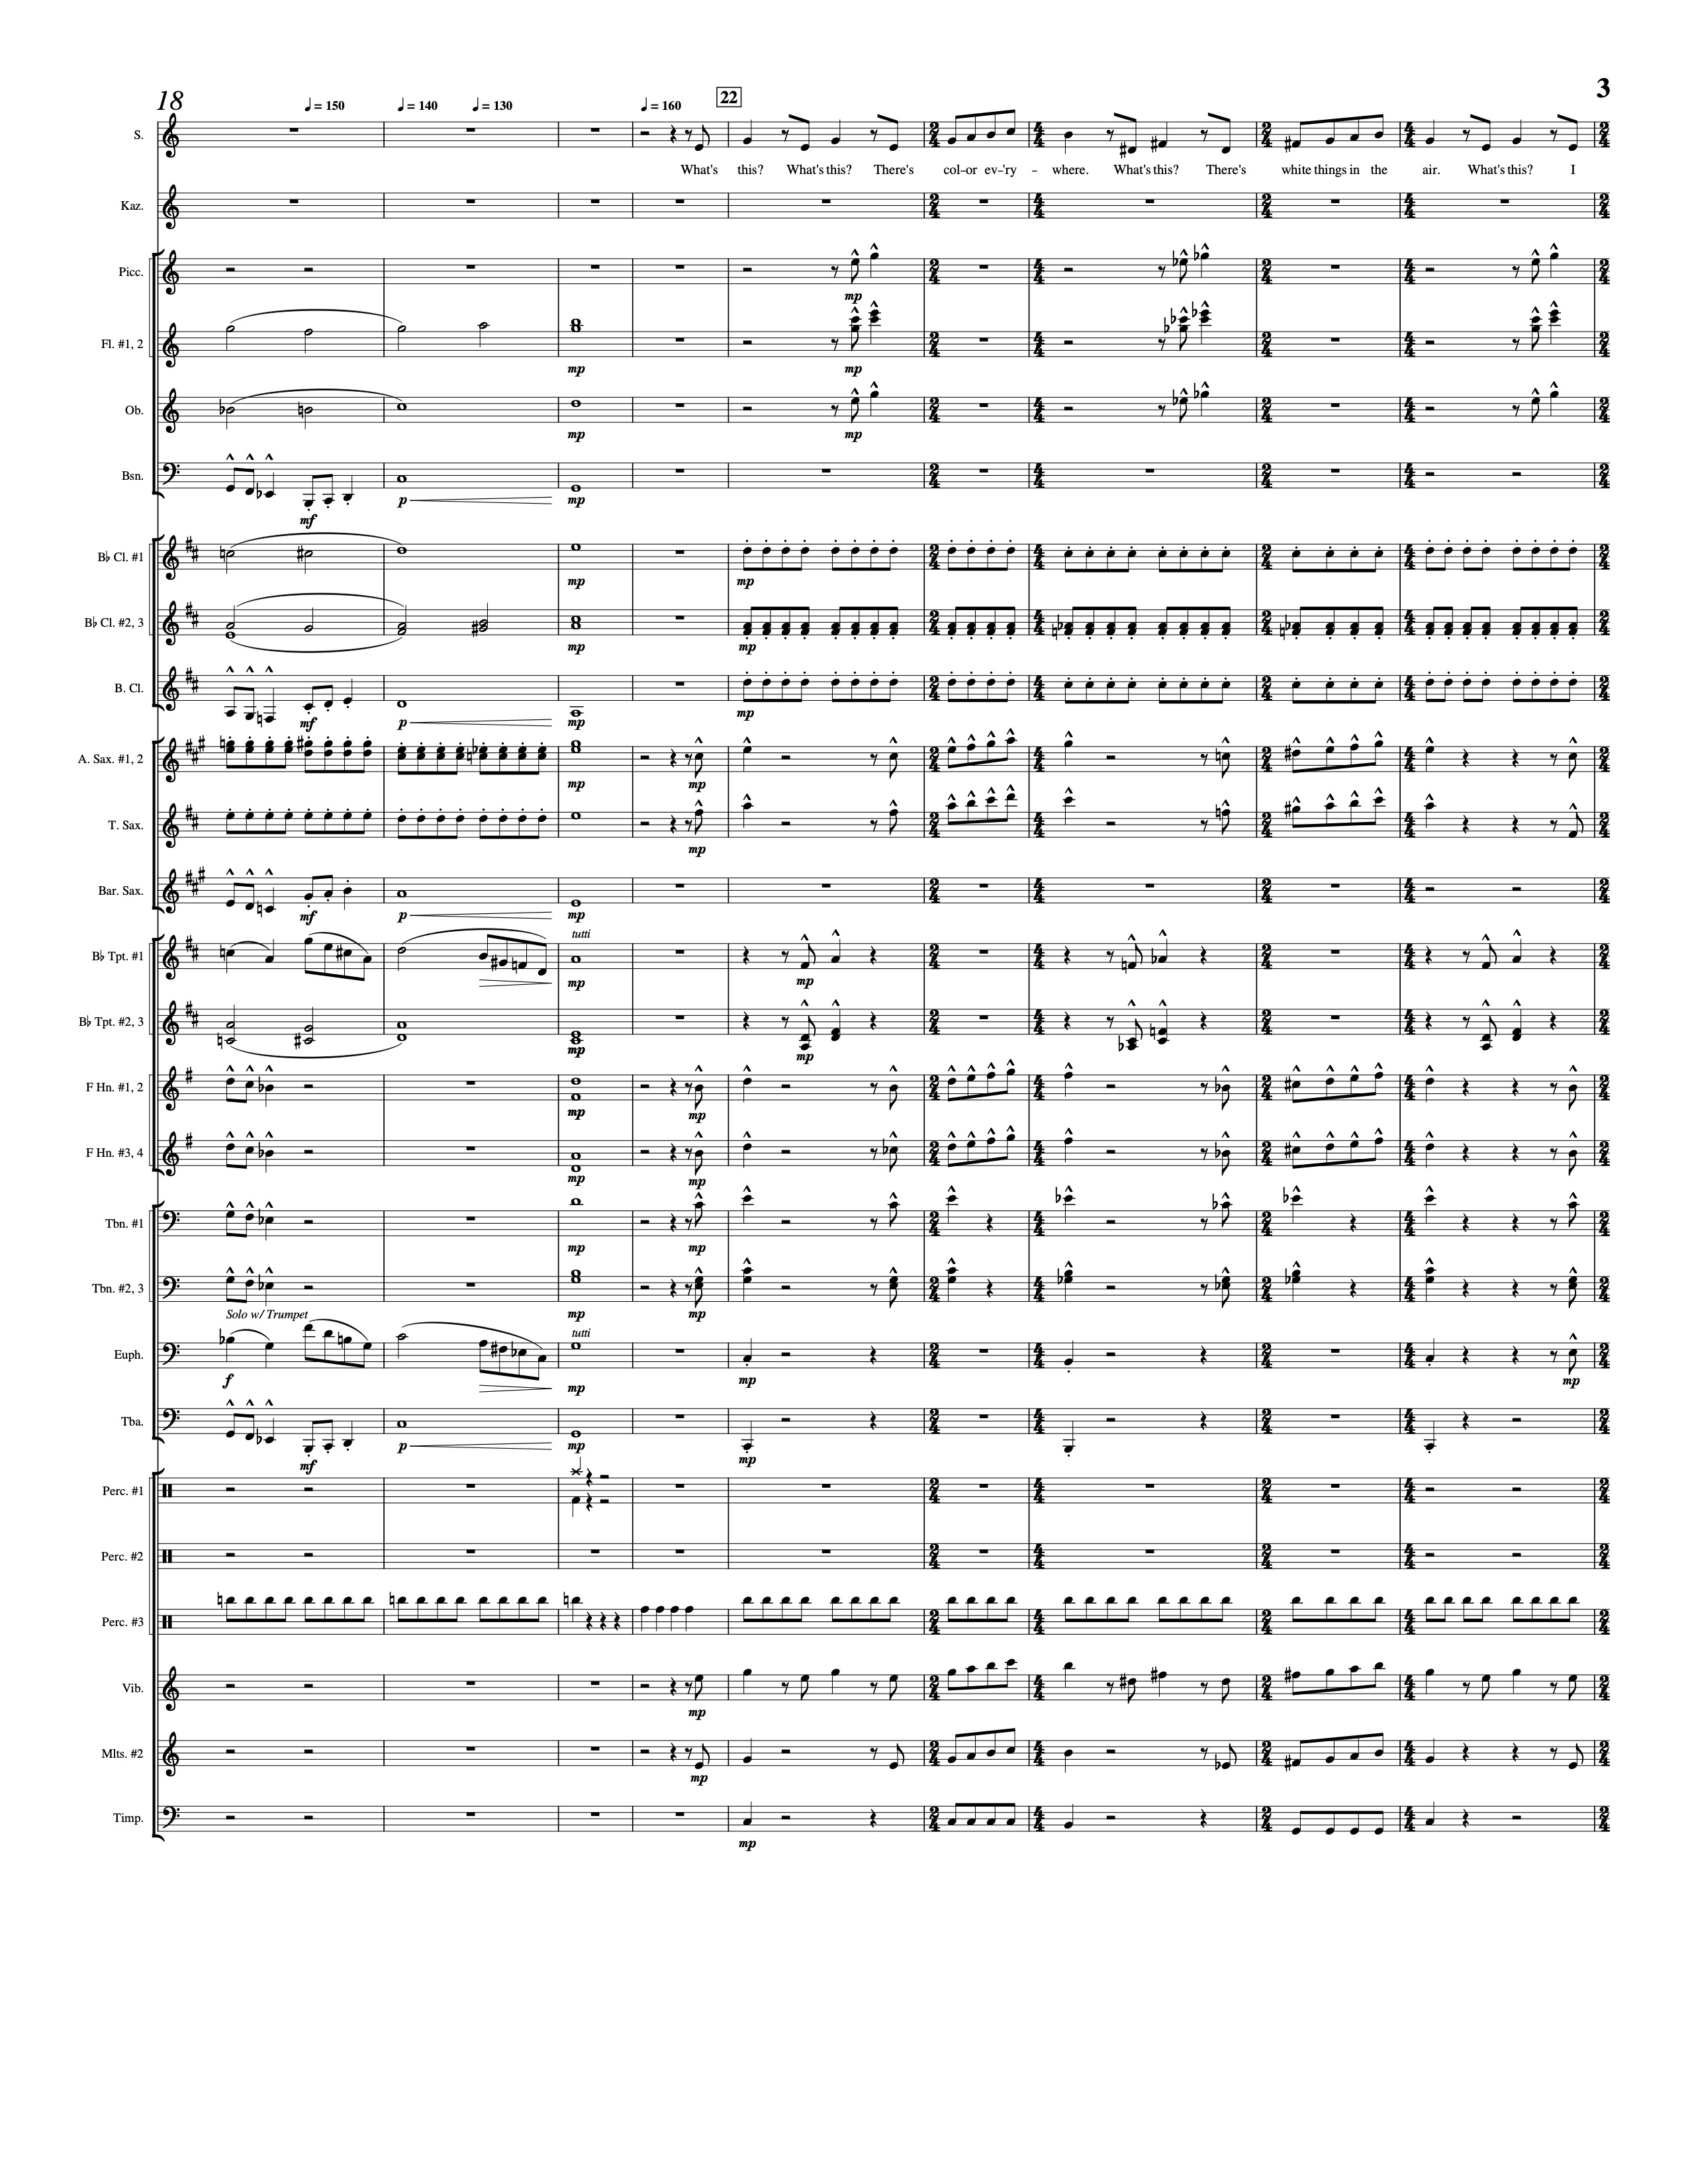 18 ♩= 150 ♩= 140 ♩= 130 ♩= 160 22 3
S.
What's this? What's this? There's col-or ev-'ry - where. What's this? There's white things in the air. What's this? I
Kaz.
Picc.
mp
Fl. #1, 2
mp mp
Ob.
mp mp
Bsn.
mf p mp
B♭ Cl. #1
mp mp
B♭ Cl. #2, 3
mp mp
B. Cl.
mf p mp mp
A. Sax. #1, 2
mp mp
T. Sax.
mp
Bar. Sax.
mf p mp
tutti
B♭ Tpt. #1
mp mp
B♭ Tpt. #2, 3
mp mp
F Hn. #1, 2
mp mp
F Hn. #3, 4
mp mp
Tbn. #1
mp mp
Tbn. #2, 3
mp mp
Solo w/ Trumpet
tutti
Euph.
f mp mp mp
Tba.
mf p mp mp
Perc. #1
Perc. #2
Perc. #3
Vib.
mp
Mlts. #2
mp
Timp.
mp